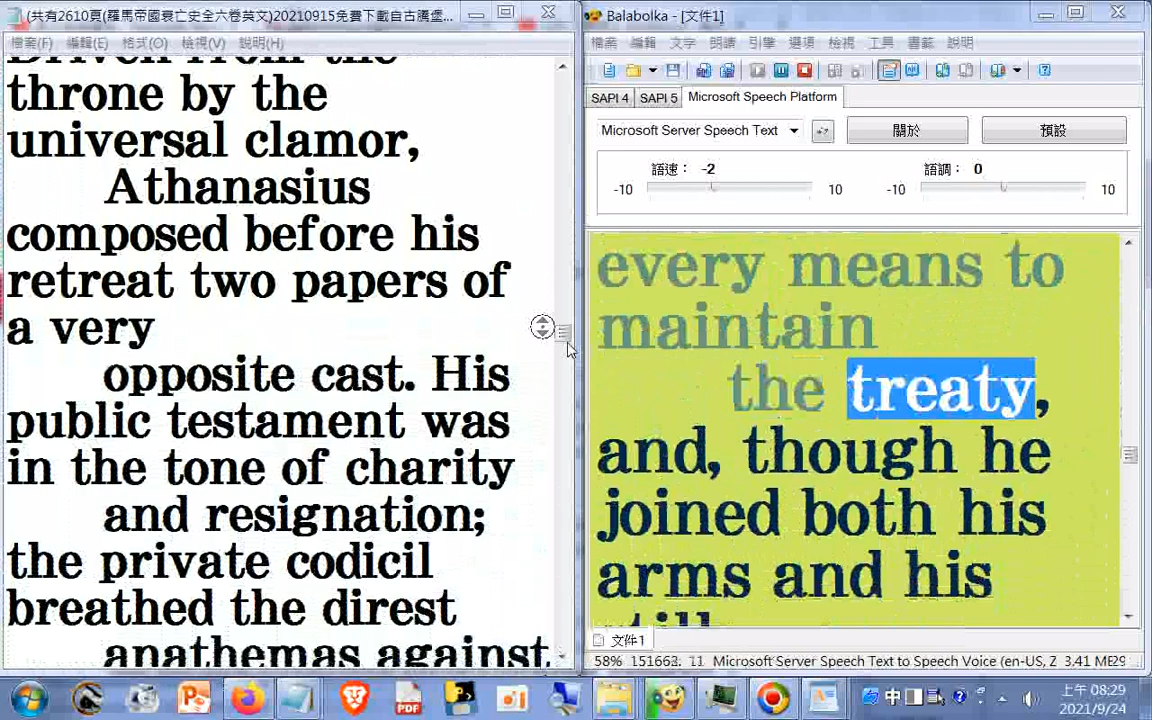 (共有2610頁(羅馬帝國衰亡史全六卷英文)20210915免費下載自古騰堡...
檔案(F) 編輯(E) 格式(O) 檢視(V) 說明(H)
Driven from the
throne by the
universal clamor,
Athanasius
composed before his
retreat two papers of
a very
opposite cast. His
public testament was
in the tone of charity
and resignation;
the private codicil
breathed the direst
anathemas against
Balabolka - [文件1]
檔案 編輯 文字 朗讀 引擎 選項 檢視 工具 書籤 說明
SAPI 4 SAPI 5 Microsoft Speech Platform
Microsoft Server Speech Text 關於 預設
語速： -2 語調： 0
-10 10 -10 10
every means to
maintain
the treaty,
and, though he
joined both his
arms and his
文件1
58% 151662: 11 Microsoft Server Speech Text to Speech Voice (en-US, Z 3.41 ME29
中
上午 08:29
2021/9/24